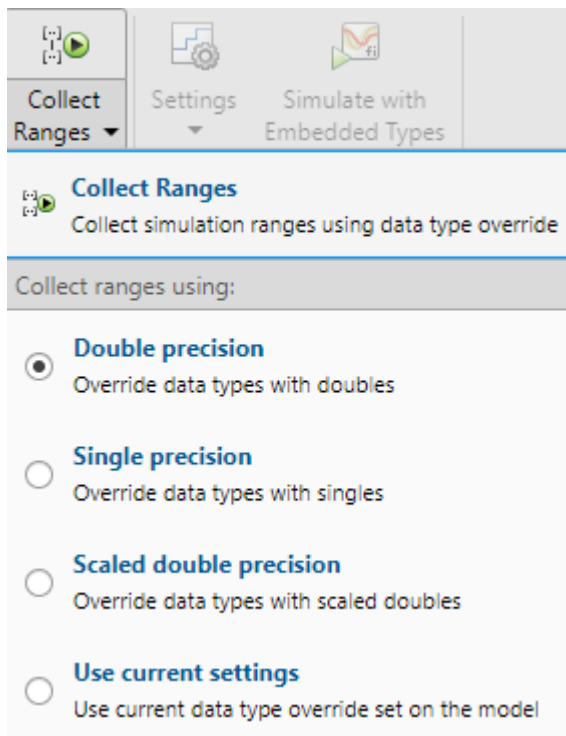 Collect
Ranges
Settings
Simulate with
Embedded Types
fi
Collect Ranges
Collect simulation ranges using data type override
Collect ranges using:
Double precision
Override data types with doubles
Single precision
Override data types with singles
Scaled double precision
Override data types with scaled doubles
Use current settings
Use current data type override set on the model